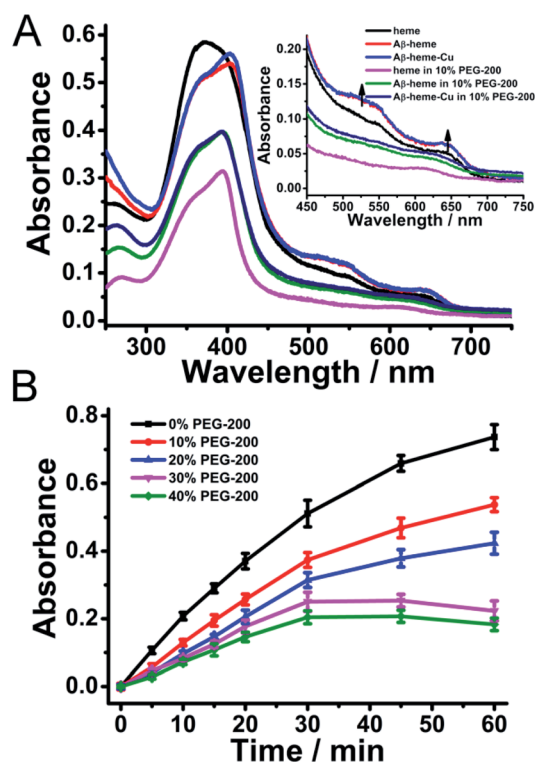 A
Absorbance
0.6
0.5
0.4
0.3
0.2
0.1
0.0
300 400 500 600 700
Wavelength / nm
0.20
0.15
0.10
0.05
0.00
450 500 550 600 650 700 750
Wavelength / nm
heme
Aβ-heme
Aβ-heme-Cu
heme in 10% PEG-200
Aβ-heme in 10% PEG-200
Aβ-heme-Cu in 10% PEG-200
B
Absorbance
0.8
0.6
0.4
0.2
0.0
0% PEG-200
10% PEG-200
20% PEG-200
30% PEG-200
40% PEG-200
0 10 20 30 40 50 60
Time / min